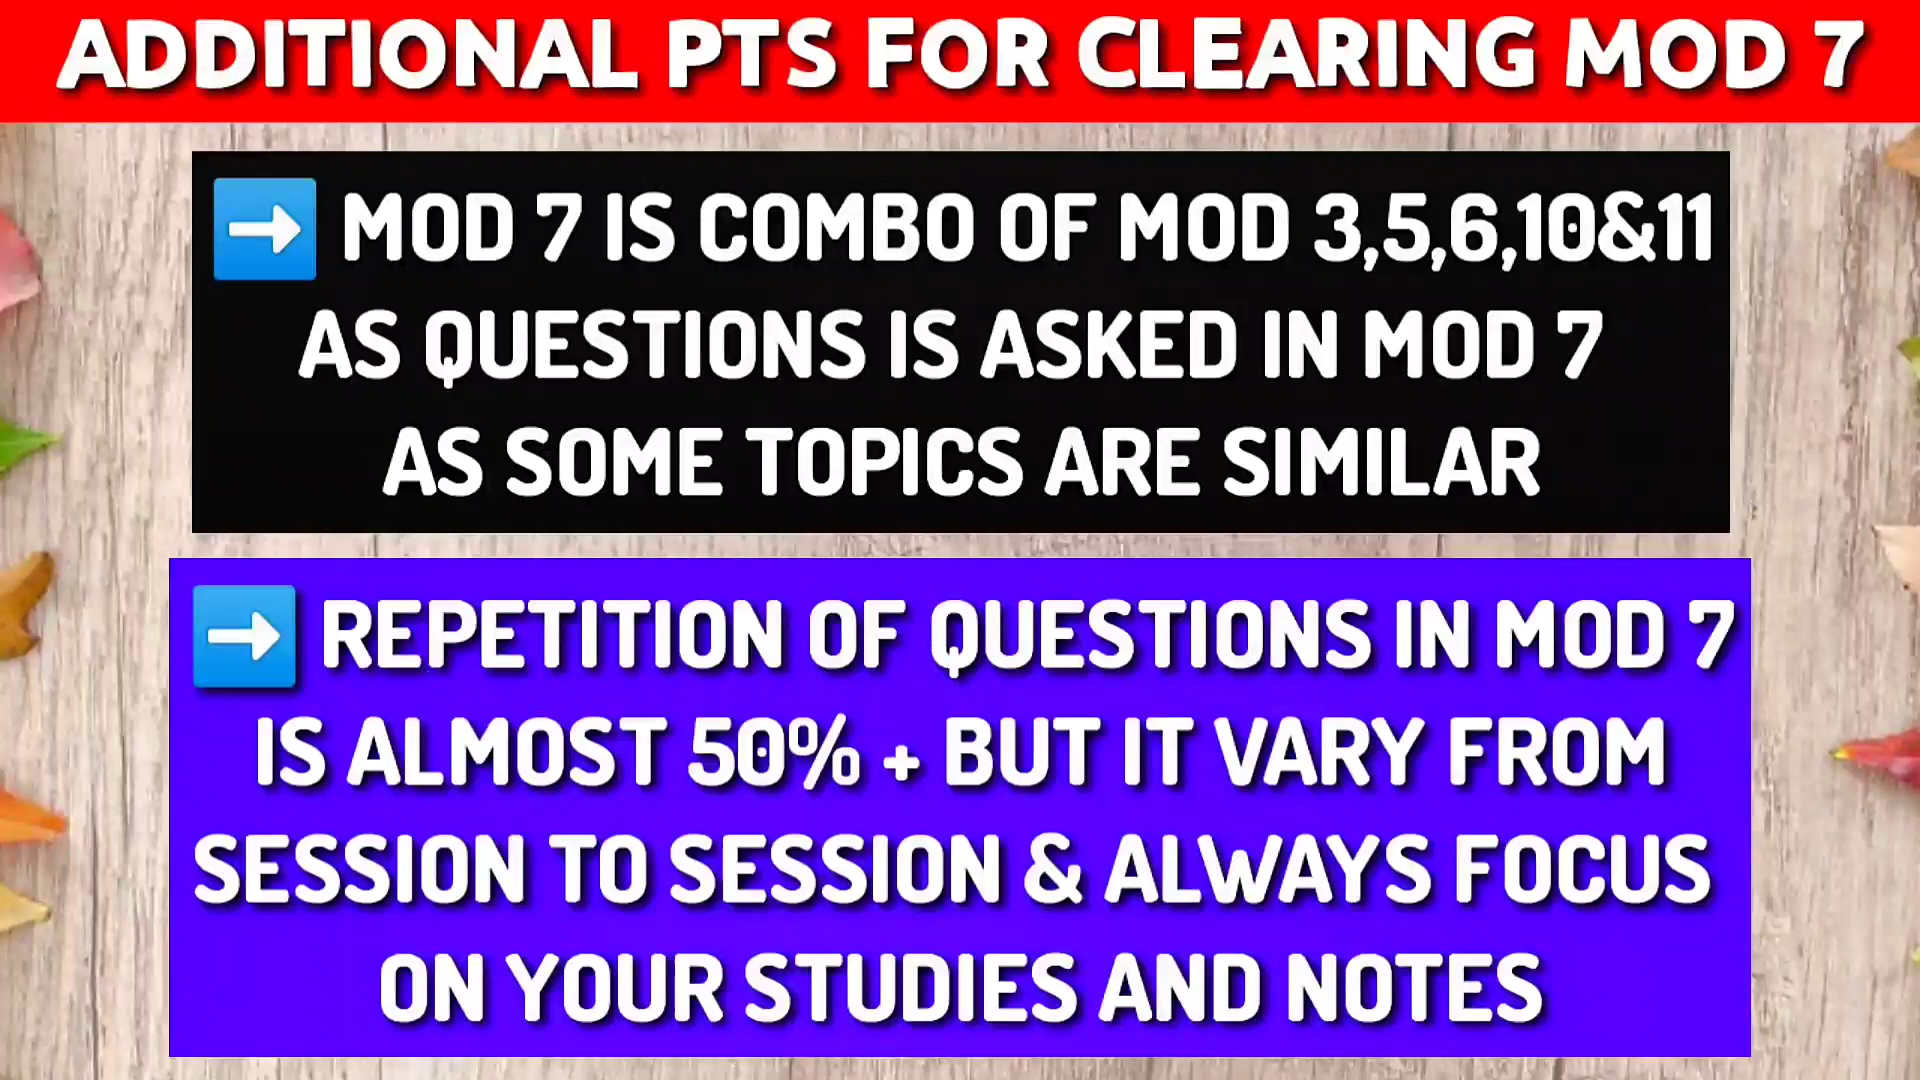 ADDITIONAL PTS FOR CLEARING MOD 7
➡ MOD 7 IS COMBO OF MOD 3,5,6,10&11
AS QUESTIONS IS ASKED IN MOD 7
AS SOME TOPICS ARE SIMILAR
➡ REPETITION OF QUESTIONS IN MOD 7
IS ALMOST 50% + BUT IT VARY FROM
SESSION TO SESSION & ALWAYS FOCUS
ON YOUR STUDIES AND NOTES